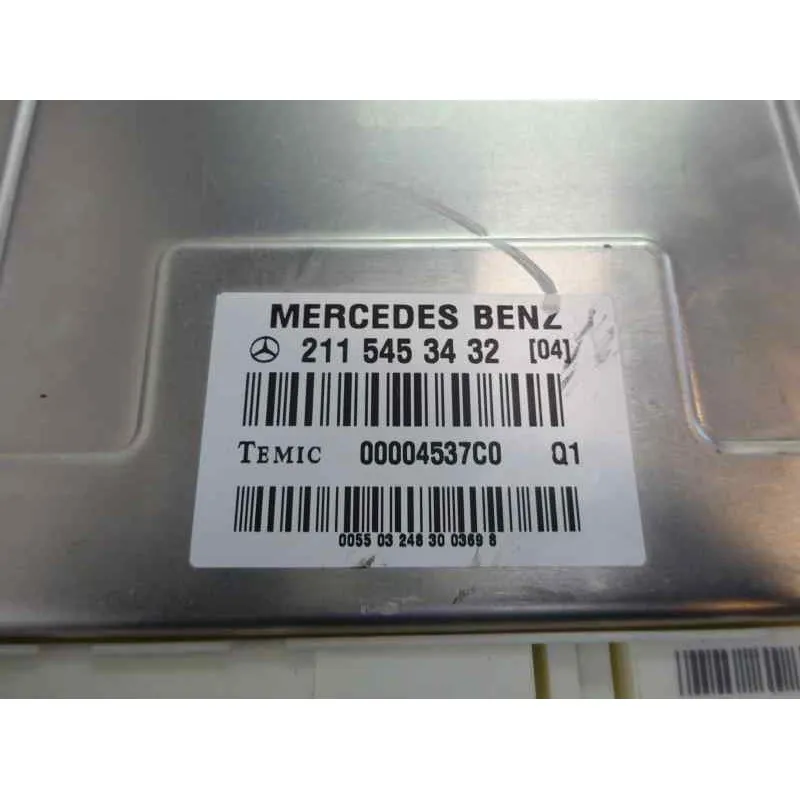 MERCEDES BENZ
211 545 34 32 [04]
TEMIC 00004537C0 Q1
0055 03 248 30 0369 8